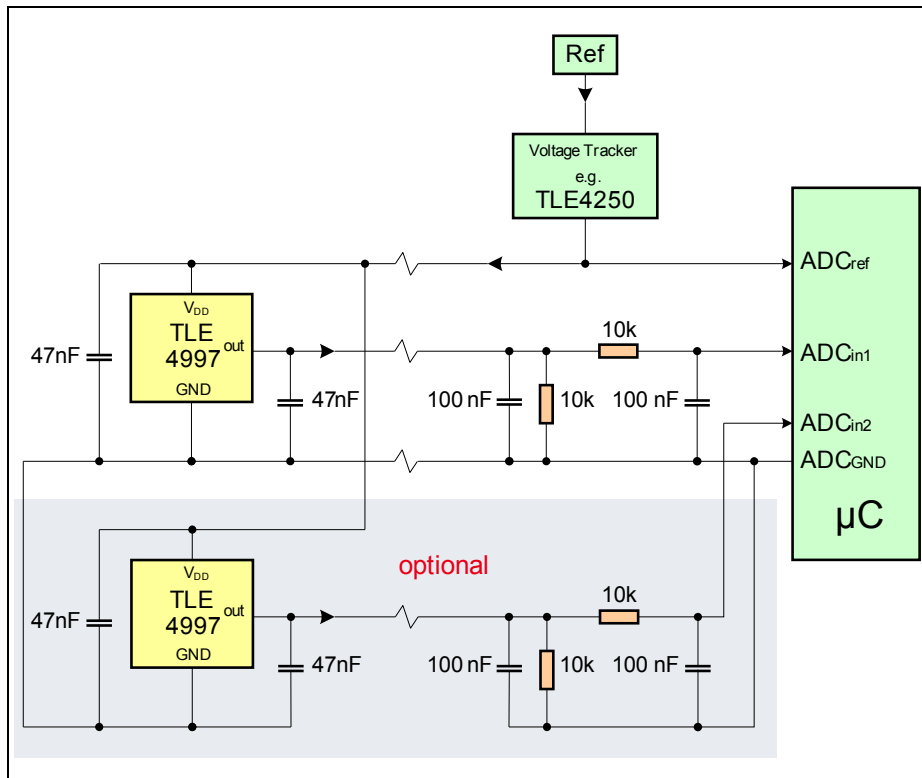 Ref
Voltage Tracker
e.g.
TLE4250
ADCref
VDD
TLE
4997
out
GND
47nF
47nF
10k
100 nF
10k
100 nF
ADCin1
ADCin2
ADCGND
µC
optional
VDD
TLE
4997
out
GND
47nF
47nF
10k
100 nF
10k
100 nF